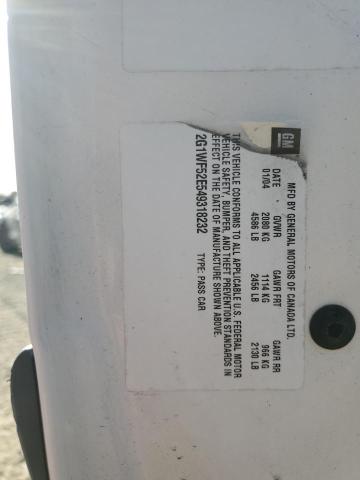 GM
MFD BY GENERAL MOTORS OF CANADA LTD.
DATE GVWR GAWR FRT GAWR RR
01/04 2080 KG 1114 KG 966 KG
4586 LB 2456 LB 2130 LB
THIS VEHICLE CONFORMS TO ALL APPLICABLE U.S. FEDERAL MOTOR
VEHICLE SAFETY, BUMPER, AND THEFT PREVENTION STANDARDS IN
EFFECT ON THE DATE OF MANUFACTURE SHOWN ABOVE.
2G1WF52E549318232 TYPE: PASS CAR